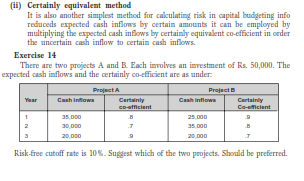 (ii) Certainly equivalent method
It is also another simplest method for calculating risk in capital budgeting info
reduceds expected cash inflows by certain amounts it can be employed by
multiplying the expected cash inflows by certainly equivalent co-efficient in order
the uncertain cash inflow to certain cash inflows.
Exercise 14
There are two projects A and B. Each involves an investment of Rs. 50,000. The
expected cash inflows and the certainly co-efficient are as under:
Project A Project B
Year Cash inflows Certainly co-efficient Cash inflows Certainly Co-efficient
1 35,000 .8 25,000 .9
2 30,000 .7 35,000 .8
3 20,000 .9 20,000 .7
Risk-free cutoff rate is 10%. Suggest which of the two projects. Should be preferred.